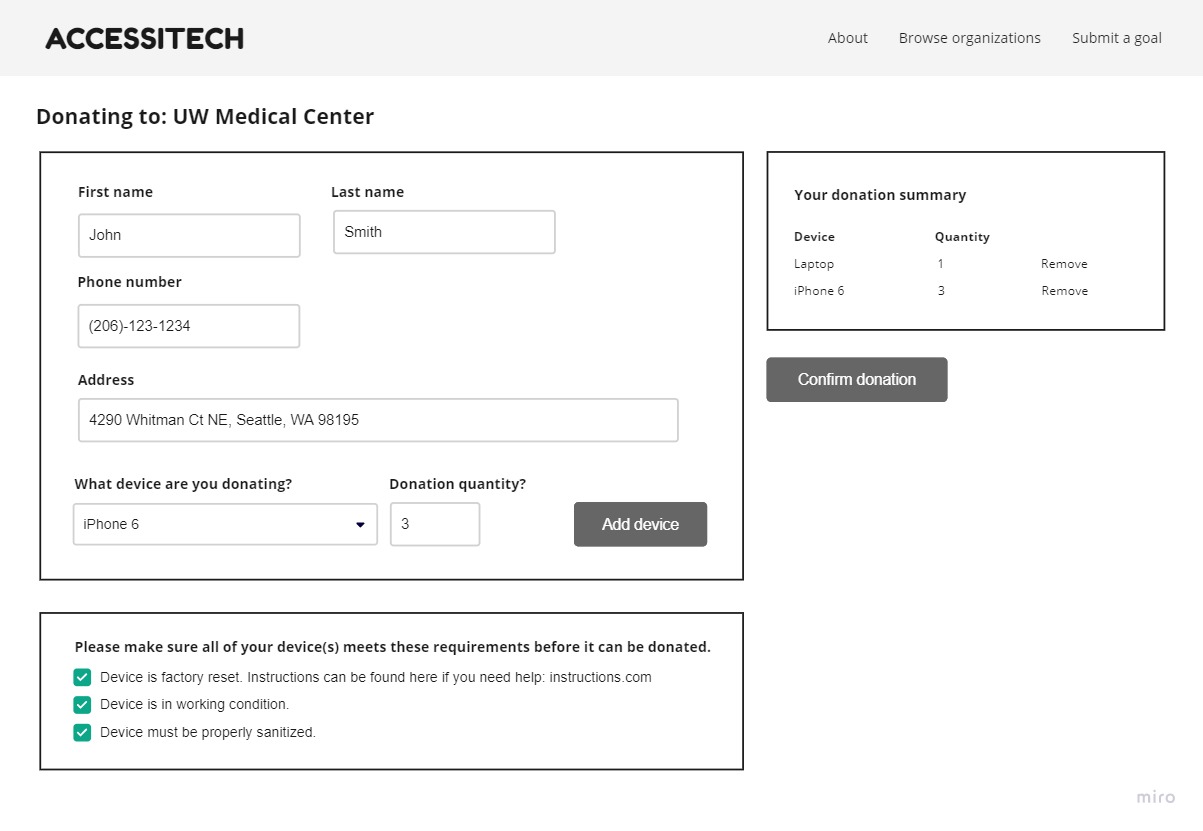 ACCESSITECH
About Browse organizations Submit a goal
Donating to: UW Medical Center
First name Last name
John Smith
Phone number
(206)-123-1234
Address
4290 Whitman Ct NE, Seattle, WA 98195
What device are you donating? Donation quantity?
iPhone 6 3 Add device
Your donation summary
Device Quantity
Laptop 1 Remove
iPhone 6 3 Remove
Confirm donation
Please make sure all of your device(s) meets these requirements before it can be donated.
Device is factory reset. Instructions can be found here if you need help: instructions.com
Device is in working condition.
Device must be properly sanitized.
miro